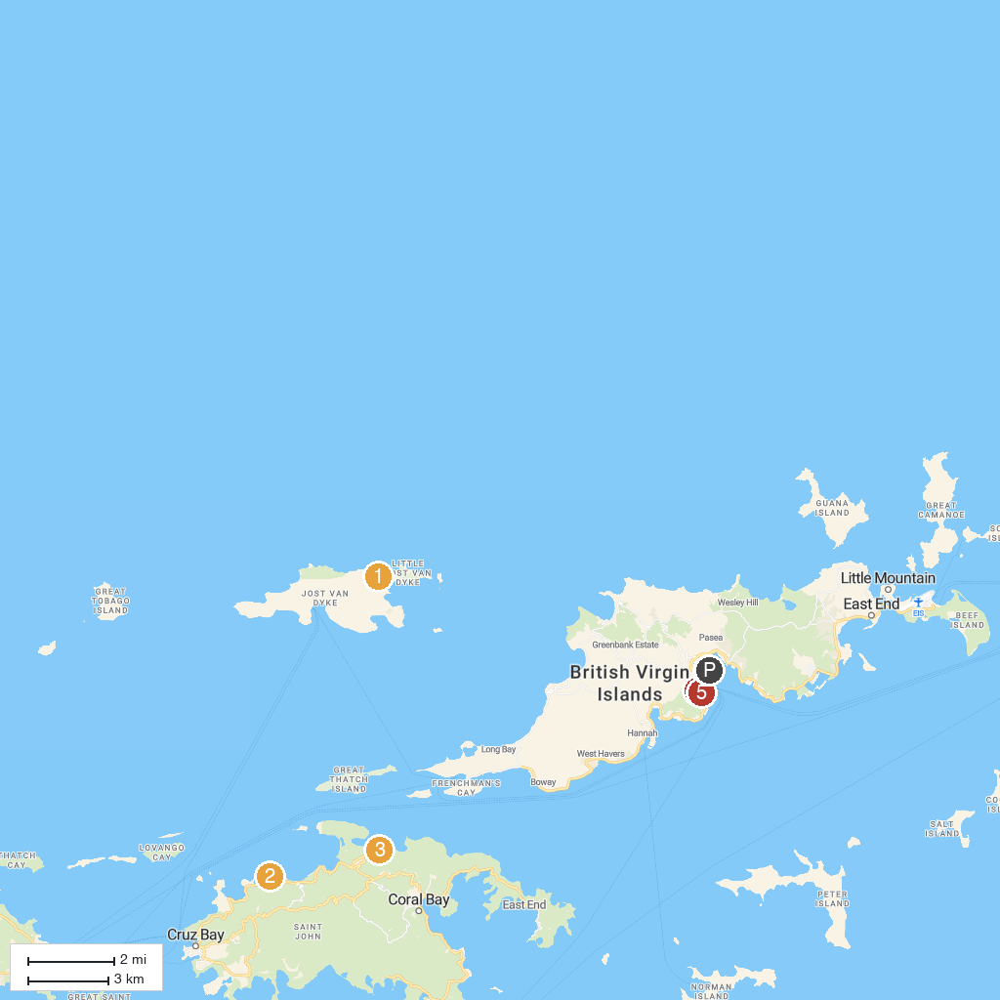 GUANA
ISLAND
GREAT
CAMANOE
LITTLE
OST VAN
DYKE
1
JOST VAN
DYKE
GREAT
TOBAGO
ISLAND
Little Mountain
Wesley Hill
East End
EIS
BEEF
ISLAND
Pasea
Greenbank Estate
British Virgin
Islands
P
5
Hannah
Long Bay
West Havers
Boway
GREAT
THATCH
ISLAND
FRENCHMAN'S
CAY
SALT
ISLAND
LOVANGO
CAY
THATCH
CAY
3
2
Coral Bay
East End
PETER
ISLAND
SAINT
JOHN
Cruz Bay
2 mi
3 km
NORMAN
ISLAND
GREAT SAINT